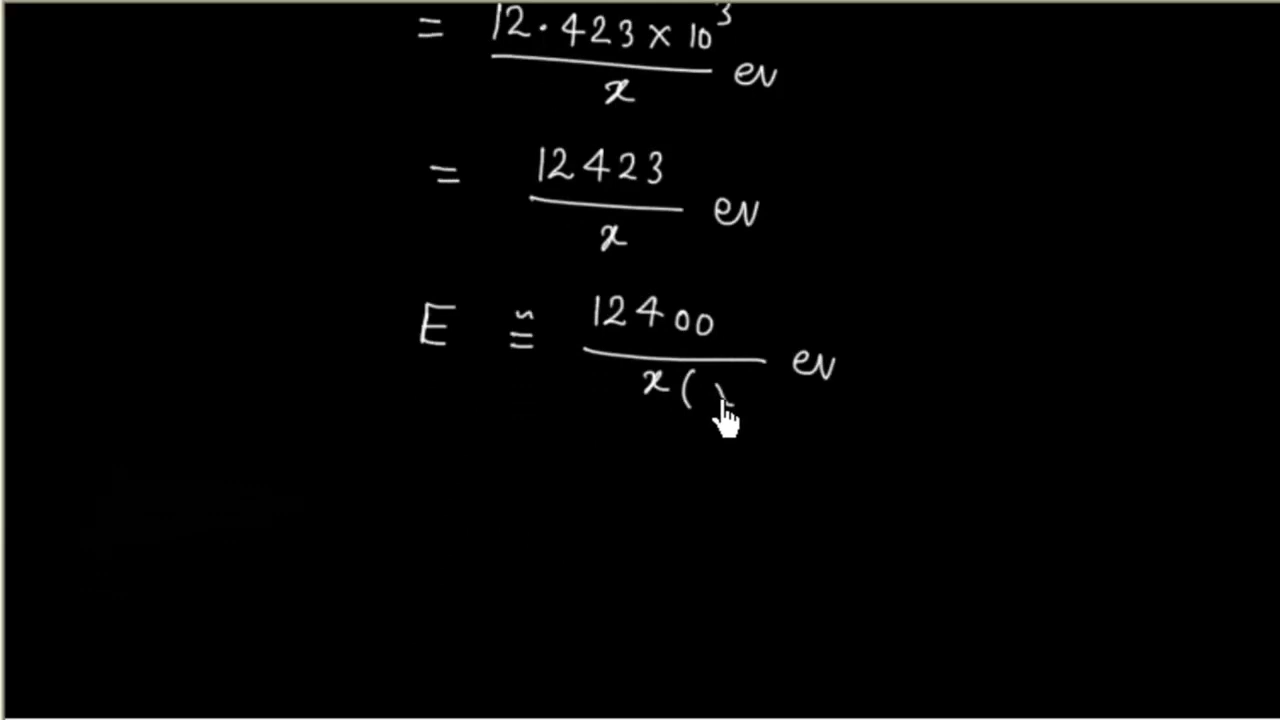 = 12.423 × 10³ / x ev
= 12423 / x ev
E ≅ 12400 / x ( ) ev